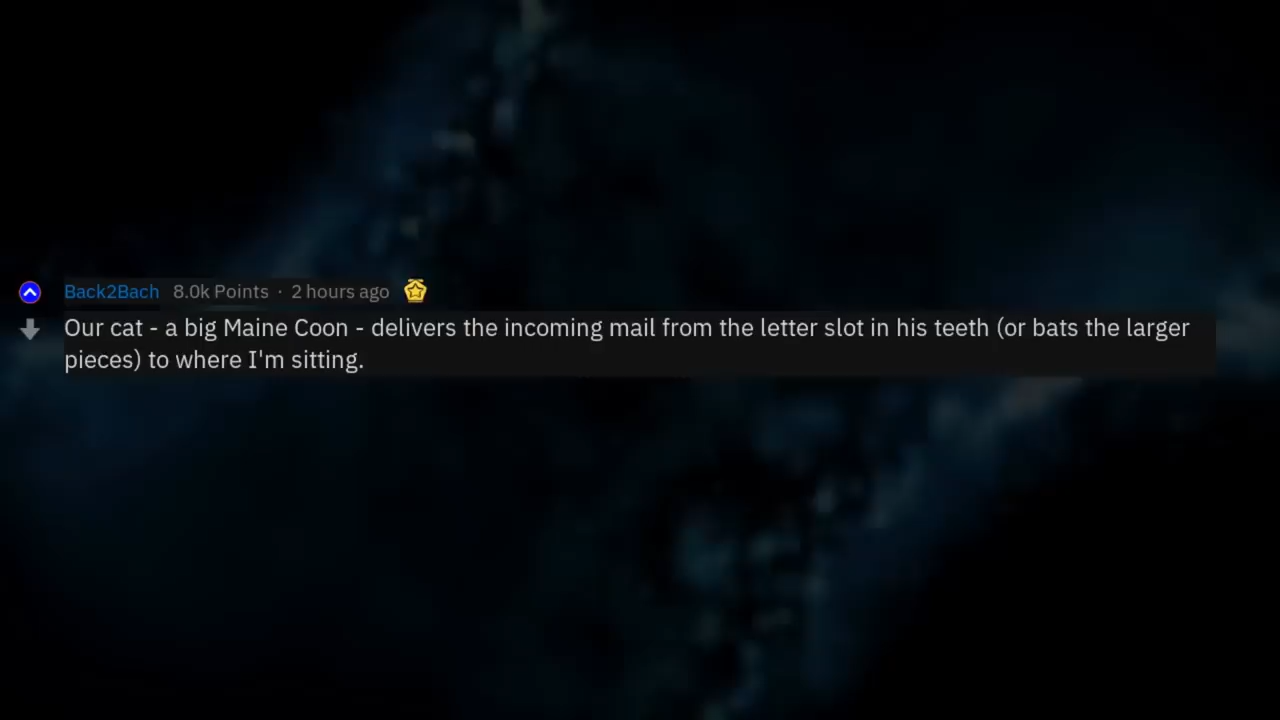 Back2Bach 8.0k Points · 2 hours ago
Our cat - a big Maine Coon - delivers the incoming mail from the letter slot in his teeth (or bats the larger
pieces) to where I'm sitting.